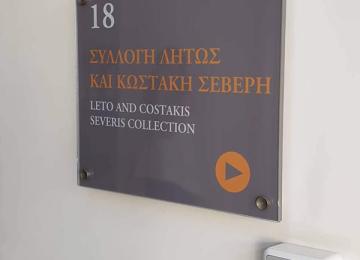 18
ΣΥΛΛΟΓΗ ΛΗΤΩΣ
ΚΑΙ ΚΩΣΤΑΚΗ ΣΕΒΕΡΗ
LETO AND COSTAKIS
SEVERIS COLLECTION